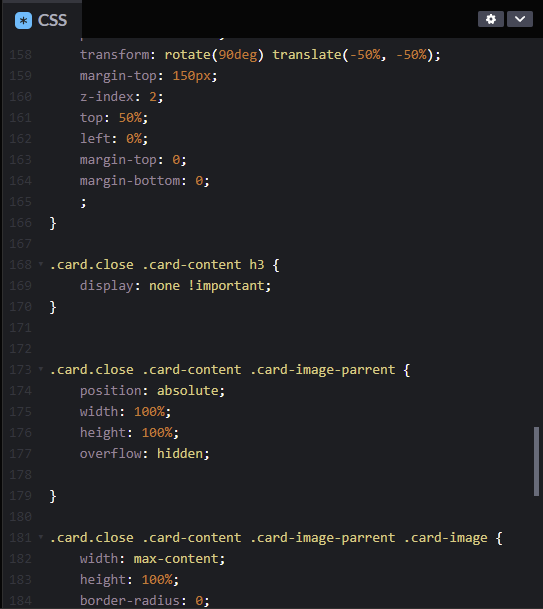 CSS
158 transform: rotate(90deg) translate(-50%, -50%);
159 margin-top: 150px;
160 z-index: 2;
161 top: 50%;
162 left: 0%;
163 margin-top: 0;
164 margin-bottom: 0;
165 ;
166 }
167
168 .card.close .card-content h3 {
169 display: none !important;
170 }
171
172
173 .card.close .card-content .card-image-parrent {
174 position: absolute;
175 width: 100%;
176 height: 100%;
177 overflow: hidden;
178
179 }
180
181 .card.close .card-content .card-image-parrent .card-image {
182 width: max-content;
183 height: 100%;
184 border-radius: 0;